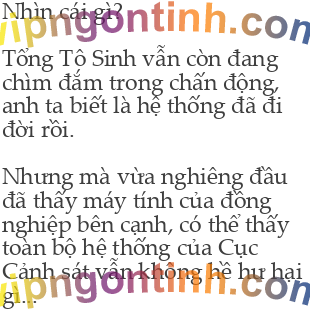 Nhìn cái gì?
vipngontinh.com
Tổng Tô Sinh vẫn còn đang
chìm đắm trong chấn động,
anh ta biết là hệ thống đã đi
đời rồi.
Nhưng mà vừa nghiêng đầu
đã thấy máy tính của đồng
nghiệp bên cạnh, có thể thấy
toàn bộ hệ thống của Cục
Cảnh sát vẫn không hề hư hại
gì...
vipngontinh.com